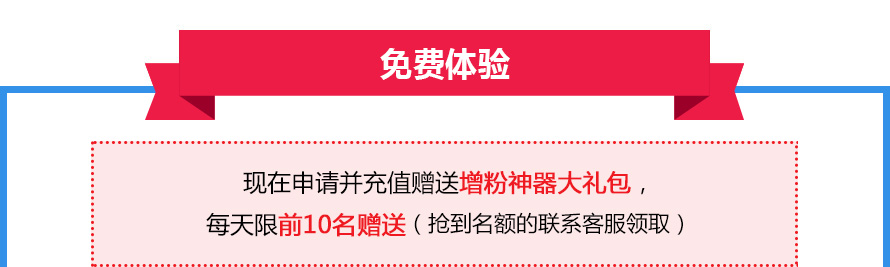 免费体验
现在申请并充值赠送增粉神器大礼包，
每天限前10名赠送（抢到名额的联系客服领取）